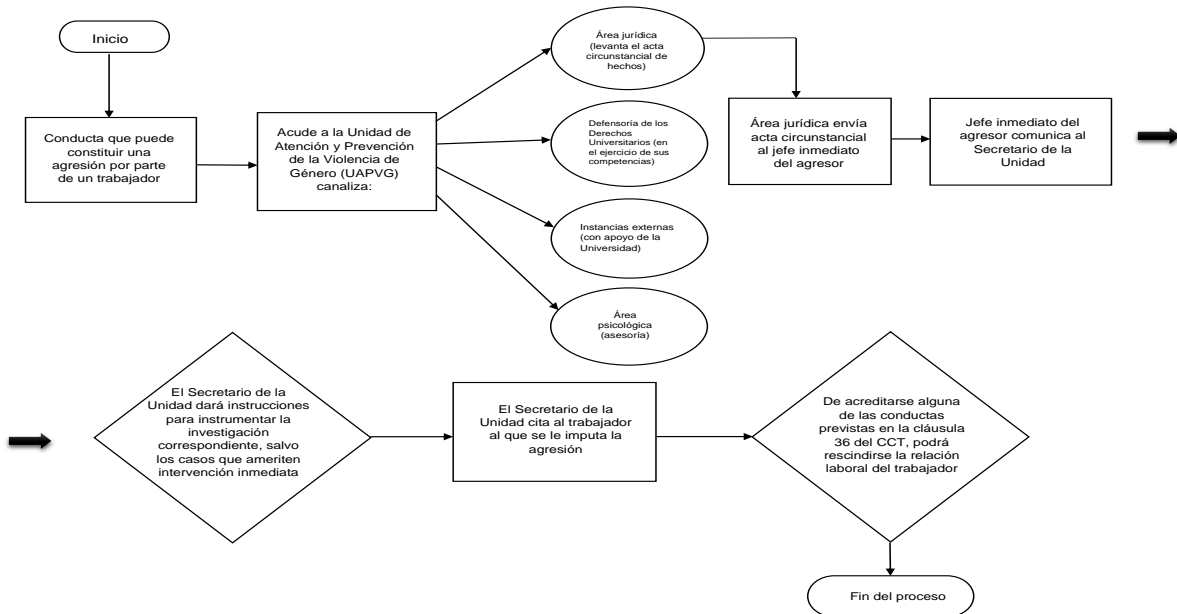 Inicio
Conducta que puede
constituir una
agresión por parte
de un trabajador
Acude a la Unidad de
Atención y Prevención
de la Violencia de
Género (UAPVG)
canaliza:
Área jurídica
(levanta el acta
circunstancial de
hechos)
Defensoría de los
Derechos
Universitarios (en
el ejercicio de sus
competencias)
Instancias externas
(con apoyo de la
Universidad)
Área
psicológica
(asesoría)
Área jurídica envía
acta circunstancial
al jefe inmediato
del agresor
Jefe inmediato del
agresor comunica al
Secretario de la
Unidad
El Secretario de la
Unidad dará instrucciones
para instrumentar la
investigación
correspondiente, salvo
los casos que ameriten
intervención inmediata
El Secretario de la
Unidad cita al trabajador
al que se le imputa la
agresión
De acreditarse alguna
de las conductas
previstas en la cláusula
36 del CCT, podrá
rescindirse la relación
laboral del trabajador
Fin del proceso